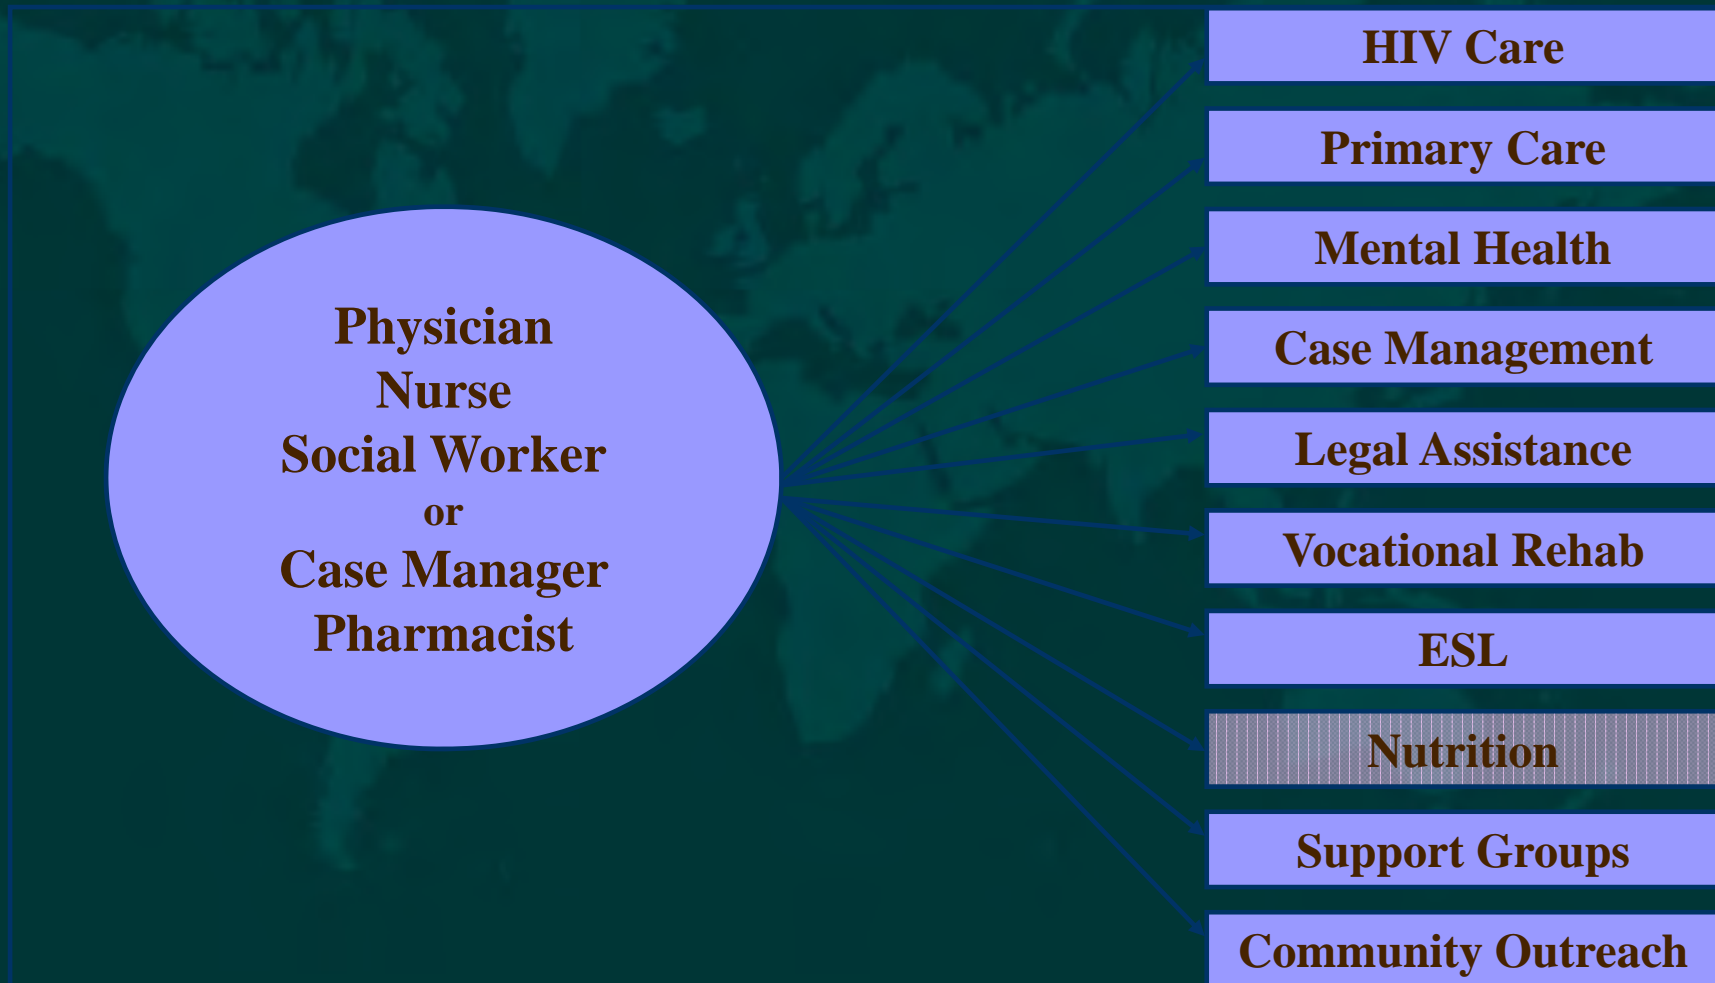 Physician
Nurse
Social Worker
or
Case Manager
Pharmacist
HIV Care
Primary Care
Mental Health
Case Management
Legal Assistance
Vocational Rehab
ESL
Nutrition
Support Groups
Community Outreach